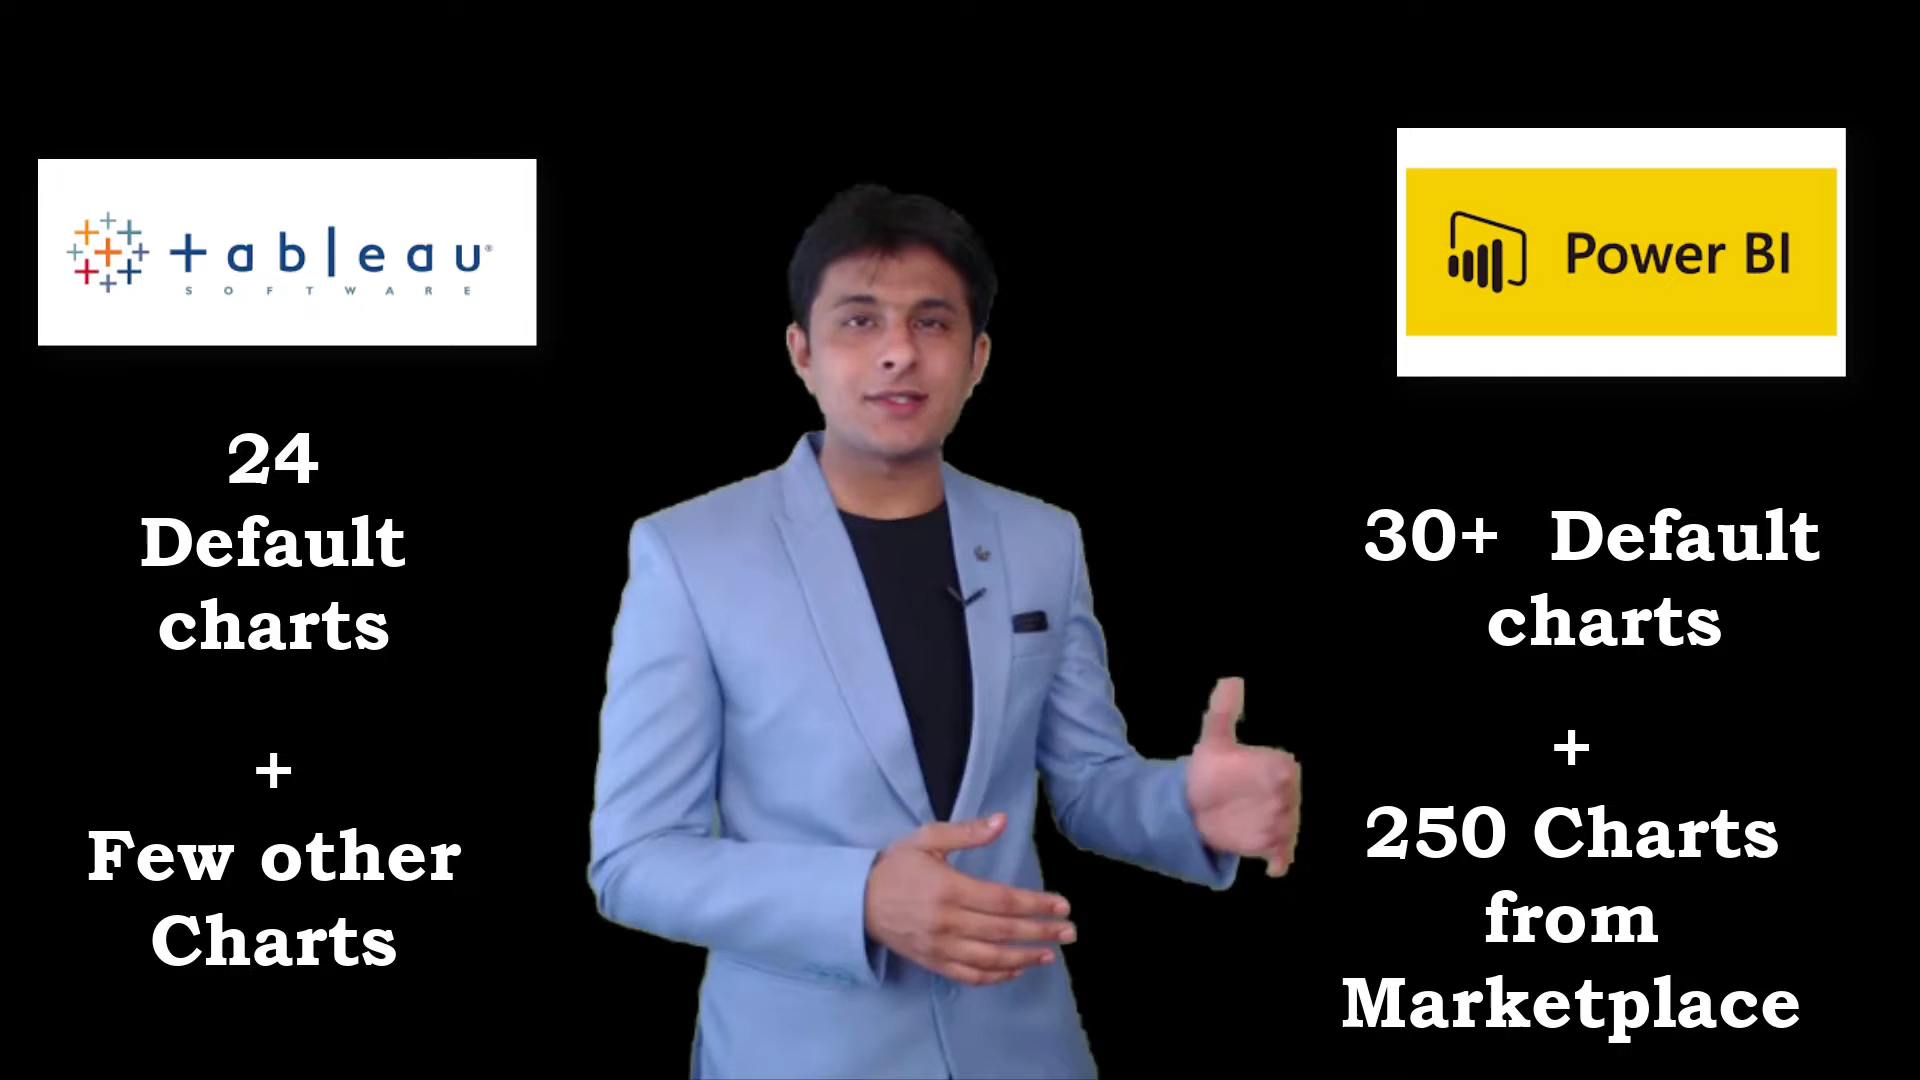 tableau®
SOFTWARE
24
Default
charts
+
Few other
Charts
Power BI
30+ Default
charts
+
250 Charts
from
Marketplace